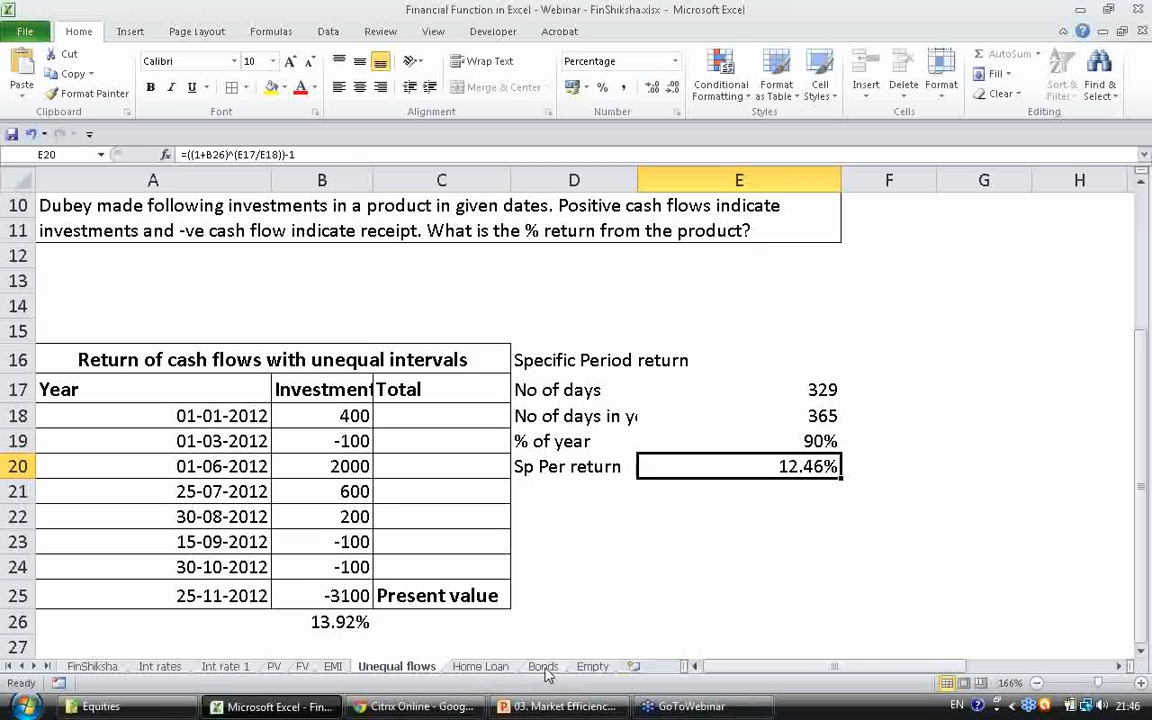 Financial Function in Excel - Webinar - FinShiksha.xlsx - Microsoft Excel
File Home Insert Page Layout Formulas Data Review View Developer Acrobat
Cut
Copy
Format Painter
Paste
Clipboard
Calibri 10
B I U
Font
Wrap Text
Merge & Center
Alignment
Percentage
Number
Conditional Formatting
Format as Table
Cell Styles
Styles
Insert Delete Format
Cells
AutoSum
Fill
Clear
Sort & Filter
Find & Select
Editing
E20 fx =((1+B26)^(E17/E18))-1
A B C D E F G H
10 Dubey made following investments in a product in given dates. Positive cash flows indicate
11 investments and -ve cash flow indicate receipt. What is the % return from the product?
12
13
14
15
16 Return of cash flows with unequal intervals Specific Period return
17 Year Investment Total No of days 329
18 01-01-2012 400 No of days in ye 365
19 01-03-2012 -100 % of year 90%
20 01-06-2012 2000 Sp Per return 12.46%
21 25-07-2012 600
22 30-08-2012 200
23 15-09-2012 -100
24 30-10-2012 -100
25 25-11-2012 -3100 Present value
26 13.92%
27
FinShiksha Int rates Int rate 1 PV FV EMI Unequal flows Home Loan Bonds Empty
Ready 166%
Equities Microsoft Excel - Fin... Citrix Online - Goog... 03. Market Efficienc... GoToWebinar EN 21:46